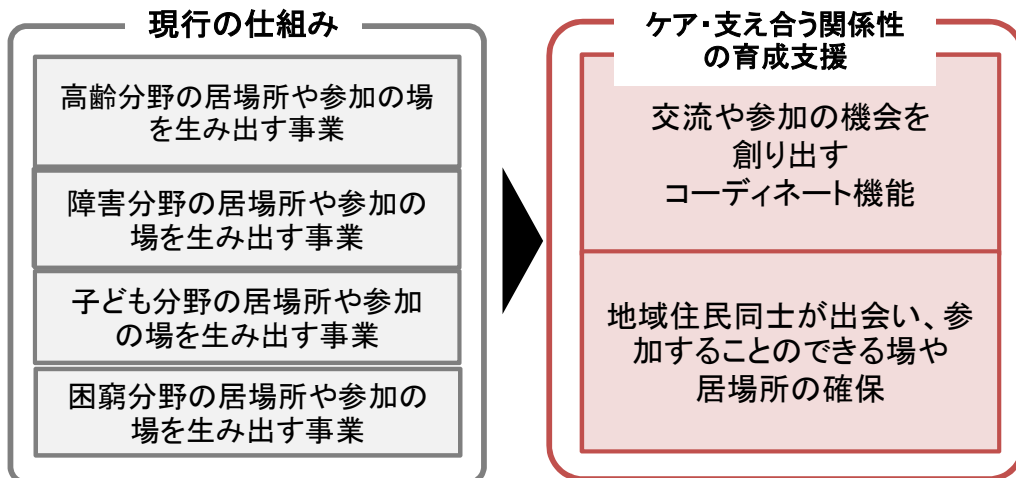 現行の仕組み
高齢分野の居場所や参加の場
を生み出す事業
障害分野の居場所や参加の
場を生み出す事業
子ども分野の居場所や参加
の場を生み出す事業
困窮分野の居場所や参加の
場を生み出す事業
ケア・支え合う関係性
の育成支援
交流や参加の機会を
創り出す
コーディネート機能
地域住民同士が出会い、参
加することのできる場や
居場所の確保